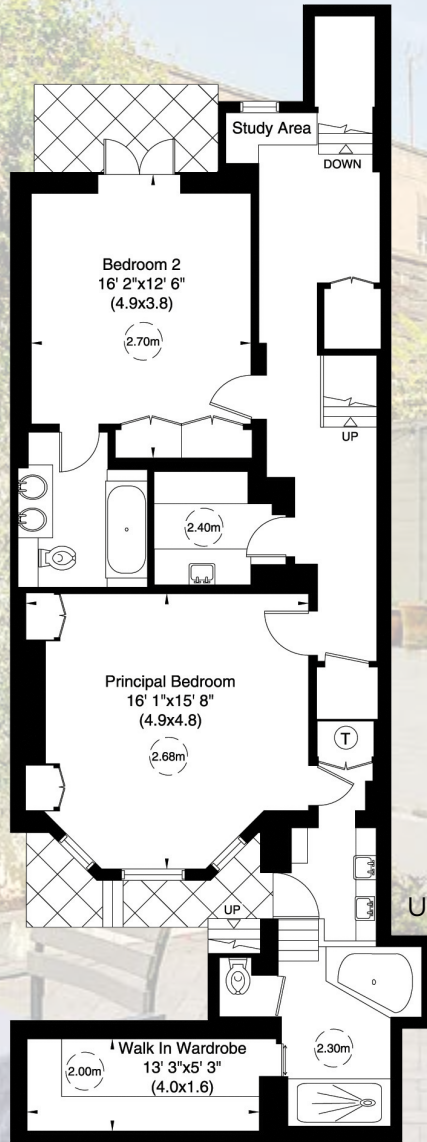 Study Area
DOWN
Bedroom 2
16' 2"x12' 6"
(4.9x3.8)
2.70m
UP
2.40m
Principal Bedroom
16' 1"x15' 8"
(4.9x4.8)
2.68m
T
U
UP
2.30m
Walk In Wardrobe
13' 3"x5' 3"
(4.0x1.6)
2.00m